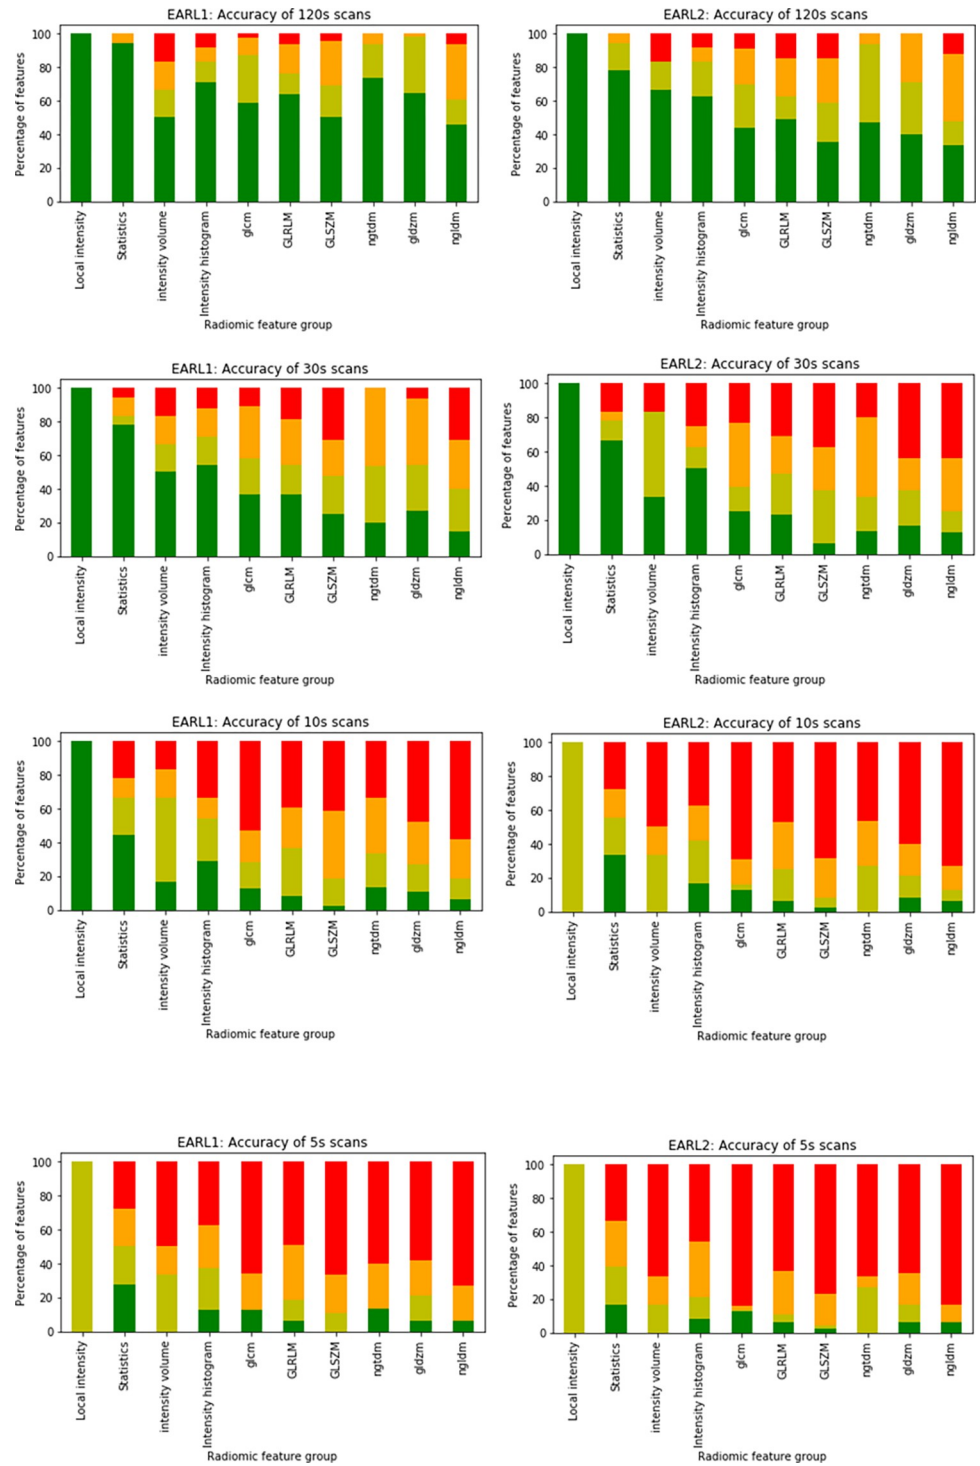 EARL1: Accuracy of 120s scans
Percentage of features
100
80
60
40
20
0
Local intensity
Statistics
intensity volume
Intensity histogram
glcm
GLRLM
GLSZM
ngtdm
gldzm
ngldm
Radiomic feature group
EARL2: Accuracy of 120s scans
Percentage of features
100
80
60
40
20
0
Local intensity
Statistics
intensity volume
Intensity histogram
glcm
GLRLM
GLSZM
ngtdm
gldzm
ngldm
Radiomic feature group
EARL1: Accuracy of 30s scans
Percentage of features
100
80
60
40
20
0
Local intensity
Statistics
intensity volume
Intensity histogram
glcm
GLRLM
GLSZM
ngtdm
gldzm
ngldm
Radiomic feature group
EARL2: Accuracy of 30s scans
Percentage of features
100
80
60
40
20
0
Local intensity
Statistics
intensity volume
Intensity histogram
glcm
GLRLM
GLSZM
ngtdm
gldzm
ngldm
Radiomic feature group
EARL1: Accuracy of 10s scans
Percentage of features
100
80
60
40
20
0
Local intensity
Statistics
intensity volume
Intensity histogram
glcm
GLRLM
GLSZM
ngtdm
gldzm
ngldm
Radiomic feature group
EARL2: Accuracy of 10s scans
Percentage of features
100
80
60
40
20
0
Local intensity
Statistics
intensity volume
Intensity histogram
glcm
GLRLM
GLSZM
ngtdm
gldzm
ngldm
Radiomic feature group
EARL1: Accuracy of 5s scans
Percentage of features
100
80
60
40
20
0
Local intensity
Statistics
intensity volume
Intensity histogram
glcm
GLRLM
GLSZM
ngtdm
gldzm
ngldm
Radiomic feature group
EARL2: Accuracy of 5s scans
Percentage of features
100
80
60
40
20
0
Local intensity
Statistics
intensity volume
Intensity histogram
glcm
GLRLM
GLSZM
ngtdm
gldzm
ngldm
Radiomic feature group